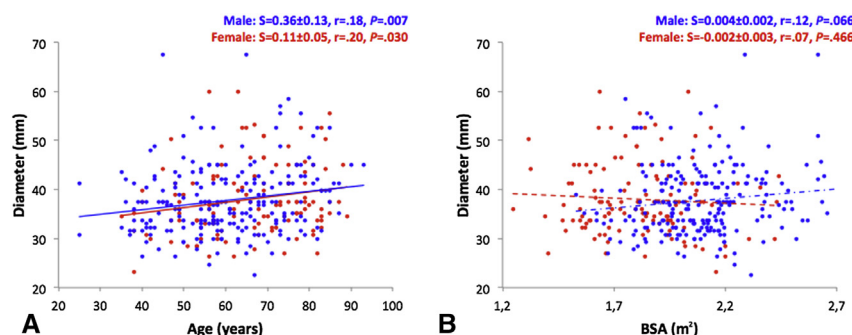 Male: S=0.36±0.13, r=.18, P=.007
Female: S=0.11±0.05, r=.20, P=.030
70
60
50
40
30
20
Diameter (mm)
20 30 40 50 60 70 80 90 100
Age (years)
A
Male: S=0.004±0.002, r=.12, P=.066
Female: S=-0.002±0.003, r=.07, P=.466
70
60
50
40
30
20
Diameter (mm)
1,2 1,7 2,2 2,7
BSA (m²)
B